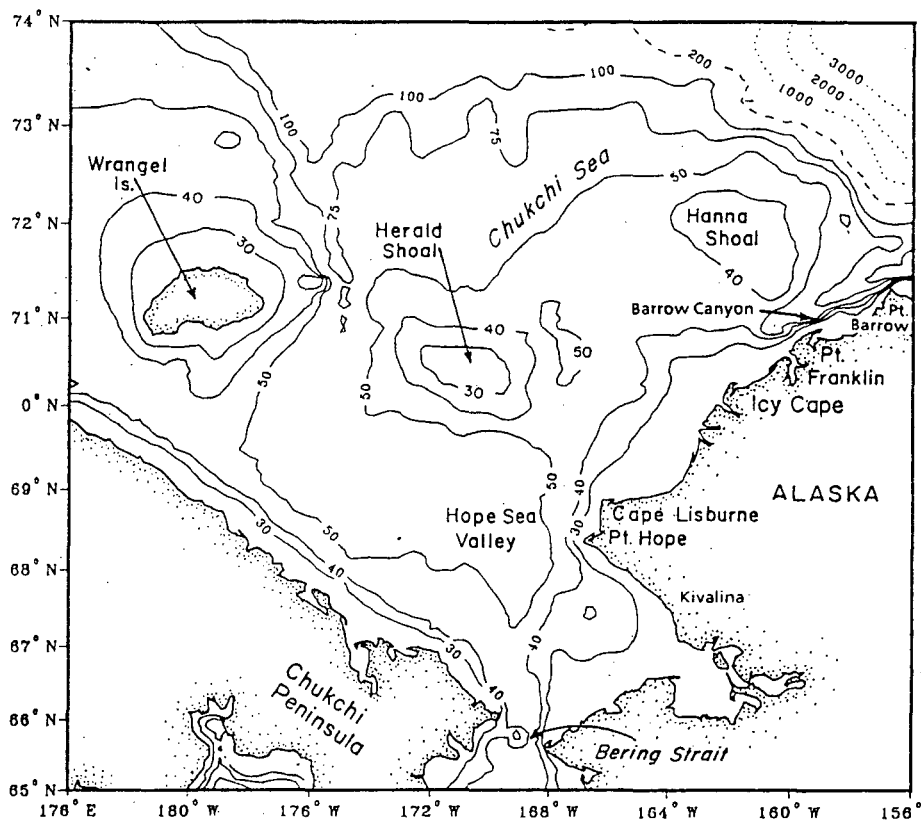 74° N
73° N
72° N
71° N
0° N
69° N
68° N
67° N
66° N
65° N
176° E
180° W
176° W
172° W
168° W
164° W
160° W
156°
100
100
100
75
75
200
1000
2000
3000
Wrangel
Is.
40
30
Herald
Shoal
40
30
Chukchi Sea
50
Hanna
Shoal
40
Barrow Canyon
Pt.
Barrow
Pt.
Franklin
Icy Cape
50
50
50
50
40
30
ALASKA
Hope Sea
Valley
Cape Lisburne
Pt. Hope
Kivalina
50
30
40
30
40
40
Chukchi
Peninsula
Bering Strait